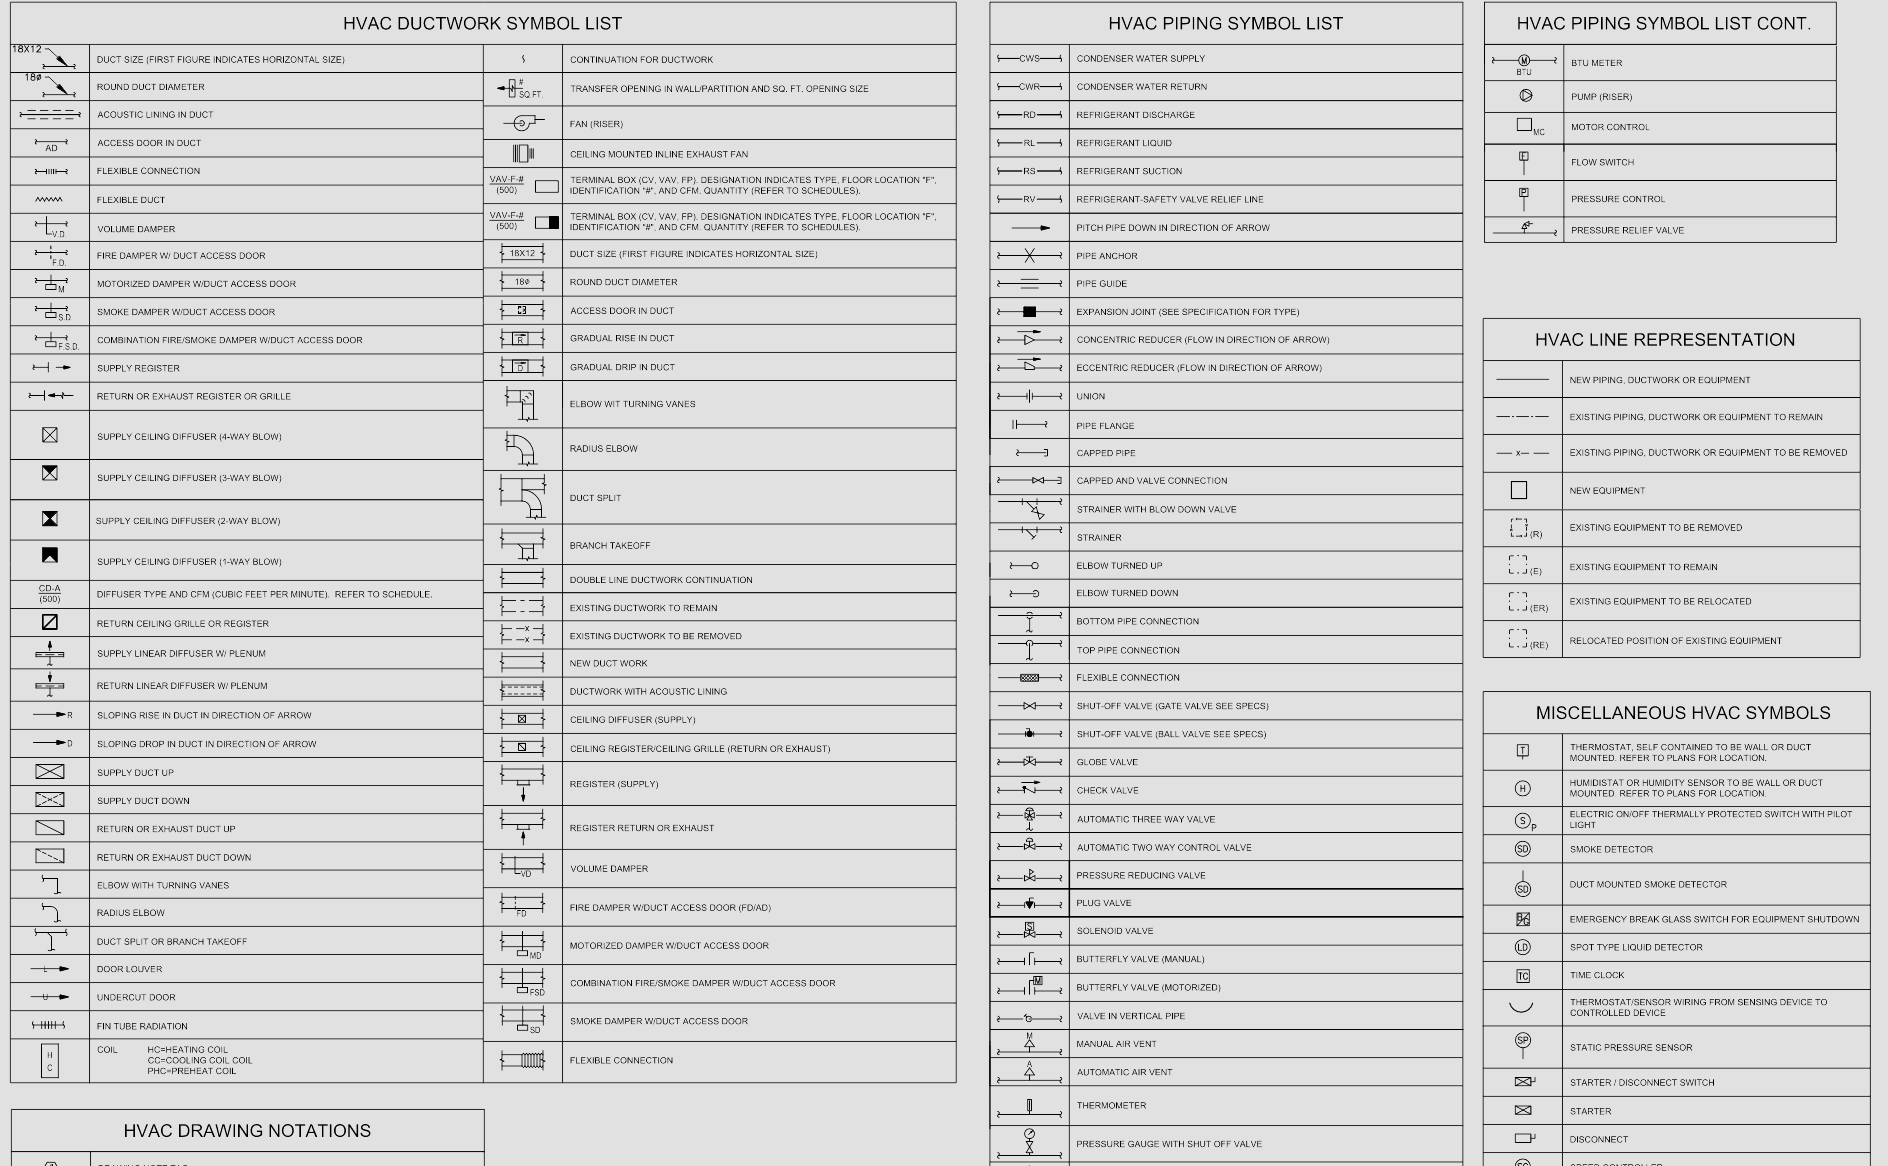 HVAC DUCTWORK SYMBOL LIST
18X12 DUCT SIZE (FIRST FIGURE INDICATES HORIZONTAL SIZE)
18ø ROUND DUCT DIAMETER
ACOUSTIC LINING IN DUCT
AD ACCESS DOOR IN DUCT
FLEXIBLE CONNECTION
FLEXIBLE DUCT
V.D. VOLUME DAMPER
F.D. FIRE DAMPER W/ DUCT ACCESS DOOR
M MOTORIZED DAMPER W/DUCT ACCESS DOOR
S.D. SMOKE DAMPER W/DUCT ACCESS DOOR
F.S.D. COMBINATION FIRE/SMOKE DAMPER W/DUCT ACCESS DOOR
SUPPLY REGISTER
RETURN OR EXHAUST REGISTER OR GRILLE
SUPPLY CEILING DIFFUSER (4-WAY BLOW)
SUPPLY CEILING DIFFUSER (3-WAY BLOW)
SUPPLY CEILING DIFFUSER (2-WAY BLOW)
SUPPLY CEILING DIFFUSER (1-WAY BLOW)
CD-A
(500) DIFFUSER TYPE AND CFM (CUBIC FEET PER MINUTE). REFER TO SCHEDULE.
RETURN CEILING GRILLE OR REGISTER
SUPPLY LINEAR DIFFUSER W/ PLENUM
RETURN LINEAR DIFFUSER W/ PLENUM
R SLOPING RISE IN DUCT IN DIRECTION OF ARROW
D SLOPING DROP IN DUCT IN DIRECTION OF ARROW
SUPPLY DUCT UP
SUPPLY DUCT DOWN
RETURN OR EXHAUST DUCT UP
RETURN OR EXHAUST DUCT DOWN
ELBOW WITH TURNING VANES
RADIUS ELBOW
DUCT SPLIT OR BRANCH TAKEOFF
L DOOR LOUVER
U UNDERCUT DOOR
FIN TUBE RADIATION
H
C
COIL HC=HEATING COIL
CC=COOLING COIL COIL
PHC=PREHEAT COIL
CONTINUATION FOR DUCTWORK
#
SQ.FT. TRANSFER OPENING IN WALL/PARTITION AND SQ. FT. OPENING SIZE
FAN (RISER)
CEILING MOUNTED INLINE EXHAUST FAN
VAV-F-#
(500)
TERMINAL BOX (CV, VAV, FP). DESIGNATION INDICATES TYPE, FLOOR LOCATION "F",
IDENTIFICATION "#", AND CFM. QUANTITY (REFER TO SCHEDULES).
VAV-F-#
(500)
TERMINAL BOX (CV, VAV, FP). DESIGNATION INDICATES TYPE, FLOOR LOCATION "F",
IDENTIFICATION "#", AND CFM. QUANTITY (REFER TO SCHEDULES).
18X12 DUCT SIZE (FIRST FIGURE INDICATES HORIZONTAL SIZE)
18ø ROUND DUCT DIAMETER
ACCESS DOOR IN DUCT
R GRADUAL RISE IN DUCT
D GRADUAL DRIP IN DUCT
ELBOW WIT TURNING VANES
RADIUS ELBOW
DUCT SPLIT
BRANCH TAKEOFF
DOUBLE LINE DUCTWORK CONTINUATION
EXISTING DUCTWORK TO REMAIN
EXISTING DUCTWORK TO BE REMOVED
NEW DUCT WORK
DUCTWORK WITH ACOUSTIC LINING
CEILING DIFFUSER (SUPPLY)
CEILING REGISTER/CEILING GRILLE (RETURN OR EXHAUST)
REGISTER (SUPPLY)
REGISTER RETURN OR EXHAUST
VD VOLUME DAMPER
FD FIRE DAMPER W/DUCT ACCESS DOOR (FD/AD)
MD MOTORIZED DAMPER W/DUCT ACCESS DOOR
FSD COMBINATION FIRE/SMOKE DAMPER W/DUCT ACCESS DOOR
SD SMOKE DAMPER W/DUCT ACCESS DOOR
FLEXIBLE CONNECTION
HVAC DRAWING NOTATIONS
HVAC PIPING SYMBOL LIST
CWS CONDENSER WATER SUPPLY
CWR CONDENSER WATER RETURN
RD REFRIGERANT DISCHARGE
RL REFRIGERANT LIQUID
RS REFRIGERANT SUCTION
RV REFRIGERANT-SAFETY VALVE RELIEF LINE
PITCH PIPE DOWN IN DIRECTION OF ARROW
PIPE ANCHOR
PIPE GUIDE
EXPANSION JOINT (SEE SPECIFICATION FOR TYPE)
CONCENTRIC REDUCER (FLOW IN DIRECTION OF ARROW)
ECCENTRIC REDUCER (FLOW IN DIRECTION OF ARROW)
UNION
PIPE FLANGE
CAPPED PIPE
CAPPED AND VALVE CONNECTION
STRAINER WITH BLOW DOWN VALVE
STRAINER
ELBOW TURNED UP
ELBOW TURNED DOWN
BOTTOM PIPE CONNECTION
TOP PIPE CONNECTION
FLEXIBLE CONNECTION
SHUT-OFF VALVE (GATE VALVE SEE SPECS)
SHUT-OFF VALVE (BALL VALVE SEE SPECS)
GLOBE VALVE
CHECK VALVE
AUTOMATIC THREE WAY VALVE
AUTOMATIC TWO WAY CONTROL VALVE
PRESSURE REDUCING VALVE
PLUG VALVE
S SOLENOID VALVE
BUTTERFLY VALVE (MANUAL)
M BUTTERFLY VALVE (MOTORIZED)
VALVE IN VERTICAL PIPE
M MANUAL AIR VENT
A AUTOMATIC AIR VENT
THERMOMETER
PRESSURE GAUGE WITH SHUT OFF VALVE
HVAC PIPING SYMBOL LIST CONT.
M
BTU BTU METER
PUMP (RISER)
MC MOTOR CONTROL
F FLOW SWITCH
P PRESSURE CONTROL
PRESSURE RELIEF VALVE
HVAC LINE REPRESENTATION
NEW PIPING, DUCTWORK OR EQUIPMENT
EXISTING PIPING, DUCTWORK OR EQUIPMENT TO REMAIN
x EXISTING PIPING, DUCTWORK OR EQUIPMENT TO BE REMOVED
NEW EQUIPMENT
(R) EXISTING EQUIPMENT TO BE REMOVED
(E) EXISTING EQUIPMENT TO REMAIN
(ER) EXISTING EQUIPMENT TO BE RELOCATED
(RE) RELOCATED POSITION OF EXISTING EQUIPMENT
MISCELLANEOUS HVAC SYMBOLS
T THERMOSTAT, SELF CONTAINED TO BE WALL OR DUCT
MOUNTED. REFER TO PLANS FOR LOCATION.
H HUMIDISTAT OR HUMIDITY SENSOR TO BE WALL OR DUCT
MOUNTED. REFER TO PLANS FOR LOCATION.
S P ELECTRIC ON/OFF THERMALLY PROTECTED SWITCH WITH PILOT
LIGHT
SD SMOKE DETECTOR
SD DUCT MOUNTED SMOKE DETECTOR
EMERGENCY BREAK GLASS SWITCH FOR EQUIPMENT SHUTDOWN
LD SPOT TYPE LIQUID DETECTOR
TC TIME CLOCK
THERMOSTAT/SENSOR WIRING FROM SENSING DEVICE TO
CONTROLLED DEVICE
SP STATIC PRESSURE SENSOR
STARTER / DISCONNECT SWITCH
STARTER
DISCONNECT